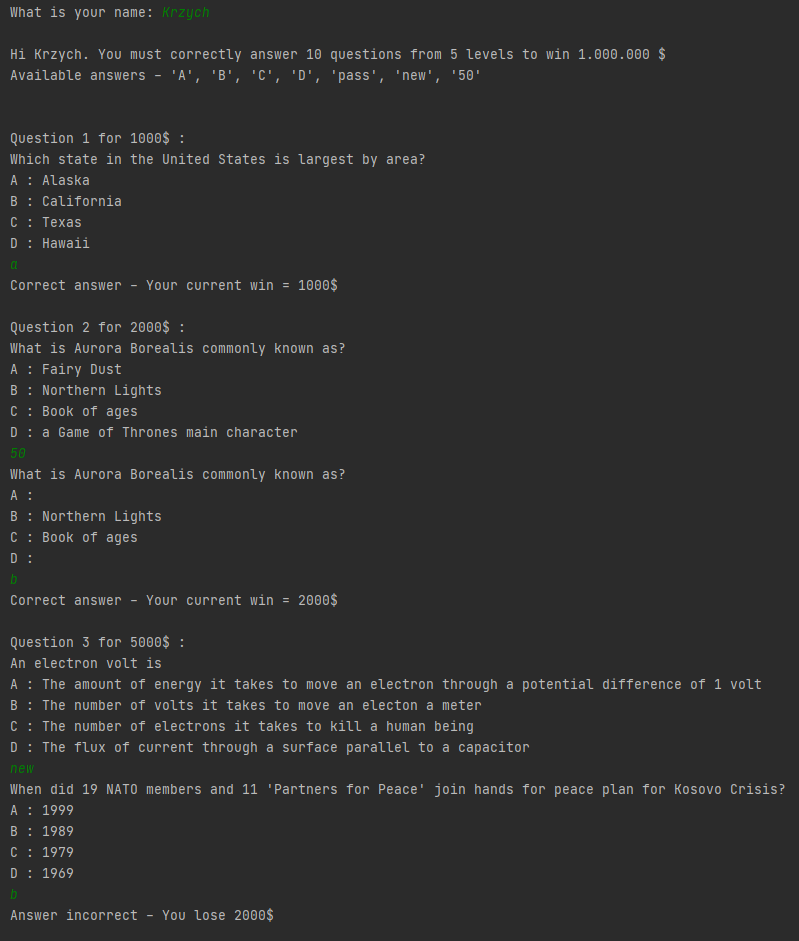 What is your name: Krzych
Hi Krzych. You must correctly answer 10 questions from 5 levels to win 1.000.000 $
Available answers – 'A', 'B', 'C', 'D', 'pass', 'new', '50'
Question 1 for 1000$ :
Which state in the United States is largest by area?
A : Alaska
B : California
C : Texas
D : Hawaii
a
Correct answer – Your current win = 1000$
Question 2 for 2000$ :
What is Aurora Borealis commonly known as?
A : Fairy Dust
B : Northern Lights
C : Book of ages
D : a Game of Thrones main character
50
What is Aurora Borealis commonly known as?
A :
B : Northern Lights
C : Book of ages
D :
b
Correct answer – Your current win = 2000$
Question 3 for 5000$ :
An electron volt is
A : The amount of energy it takes to move an electron through a potential difference of 1 volt
B : The number of volts it takes to move an electon a meter
C : The number of electrons it takes to kill a human being
D : The flux of current through a surface parallel to a capacitor
new
When did 19 NATO members and 11 'Partners for Peace' join hands for peace plan for Kosovo Crisis?
A : 1999
B : 1989
C : 1979
D : 1969
b
Answer incorrect – You lose 2000$